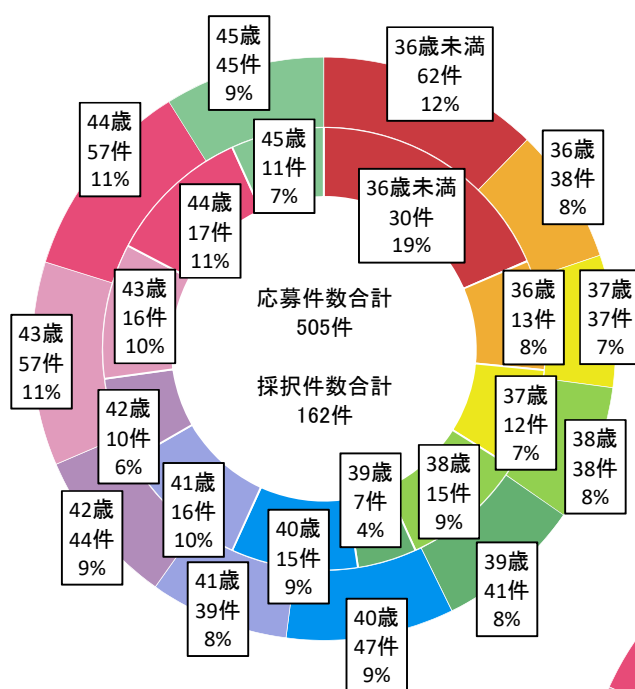 36歳未満
62件
12%
36歳
38件
8%
37歳
37件
7%
38歳
38件
8%
39歳
41件
8%
40歳
47件
9%
41歳
39件
8%
42歳
44件
9%
43歳
57件
11%
44歳
57件
11%
45歳
45件
9%
36歳未満
30件
19%
36歳
13件
8%
37歳
12件
7%
38歳
15件
9%
39歳
7件
4%
40歳
15件
9%
41歳
16件
10%
42歳
10件
6%
43歳
16件
10%
44歳
17件
11%
45歳
11件
7%
応募件数合計
505件
採択件数合計
162件